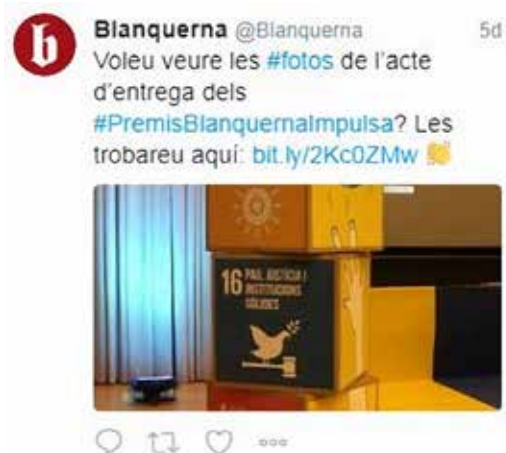 b
Blanquerna @Blanquerna 5d
Voleu veure les #fotos de l'acte
d'entrega dels
#PremisBlanquernaImpulsa? Les
trobareu aquí: bit.ly/2Kc0ZMw 👏
16 PAU, JUSTÍCIA I
INSTITUCIONS
SÒLIDES